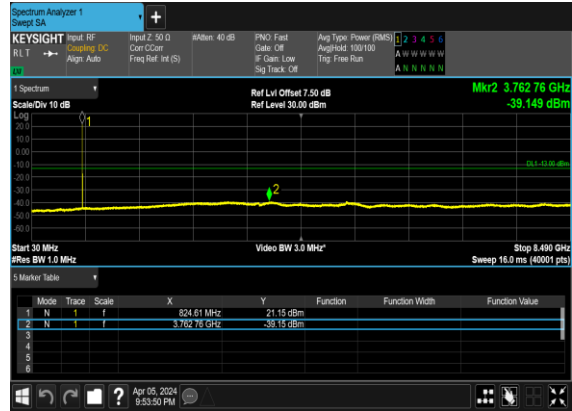 Spectrum Analyzer 1
Swept SA
+
KEYSIGHT Input: RF Input Z: 50 Ω #Atten: 40 dB PNO: Fast Avg Type: Power (RMS) 1 2 3 4 5 6
RLT Coupling: DC Corr CCorr Gate: Off Avg|Hold: 100/100 A W W W W W
Align: Auto Freq Ref: Int (S) IF Gain: Low Trig: Free Run
Sig Track: Off A N N N N N
1 Spectrum Ref Lvl Offset 7.50 dB Mkr2 3.762 76 GHz
Scale/Div 10 dB Ref Level 30.00 dBm -39.149 dBm
Log
20.0
10.0
0.00
-10.0
-20.0
-30.0
-40.0
-50.0
-60.0
1
2
DL1 -13.00 dBm
Start 30 MHz Video BW 3.0 MHz* Stop 8.490 GHz
#Res BW 1.0 MHz Sweep 16.0 ms (40001 pts)
5 Marker Table
Mode Trace Scale X Y Function Function Width Function Value
1 N 1 f 824.61 MHz 21.15 dBm
2 N 1 f 3.762 76 GHz -39.15 dBm
3
4
5
6
? Apr 05, 2024
9:53:50 PM